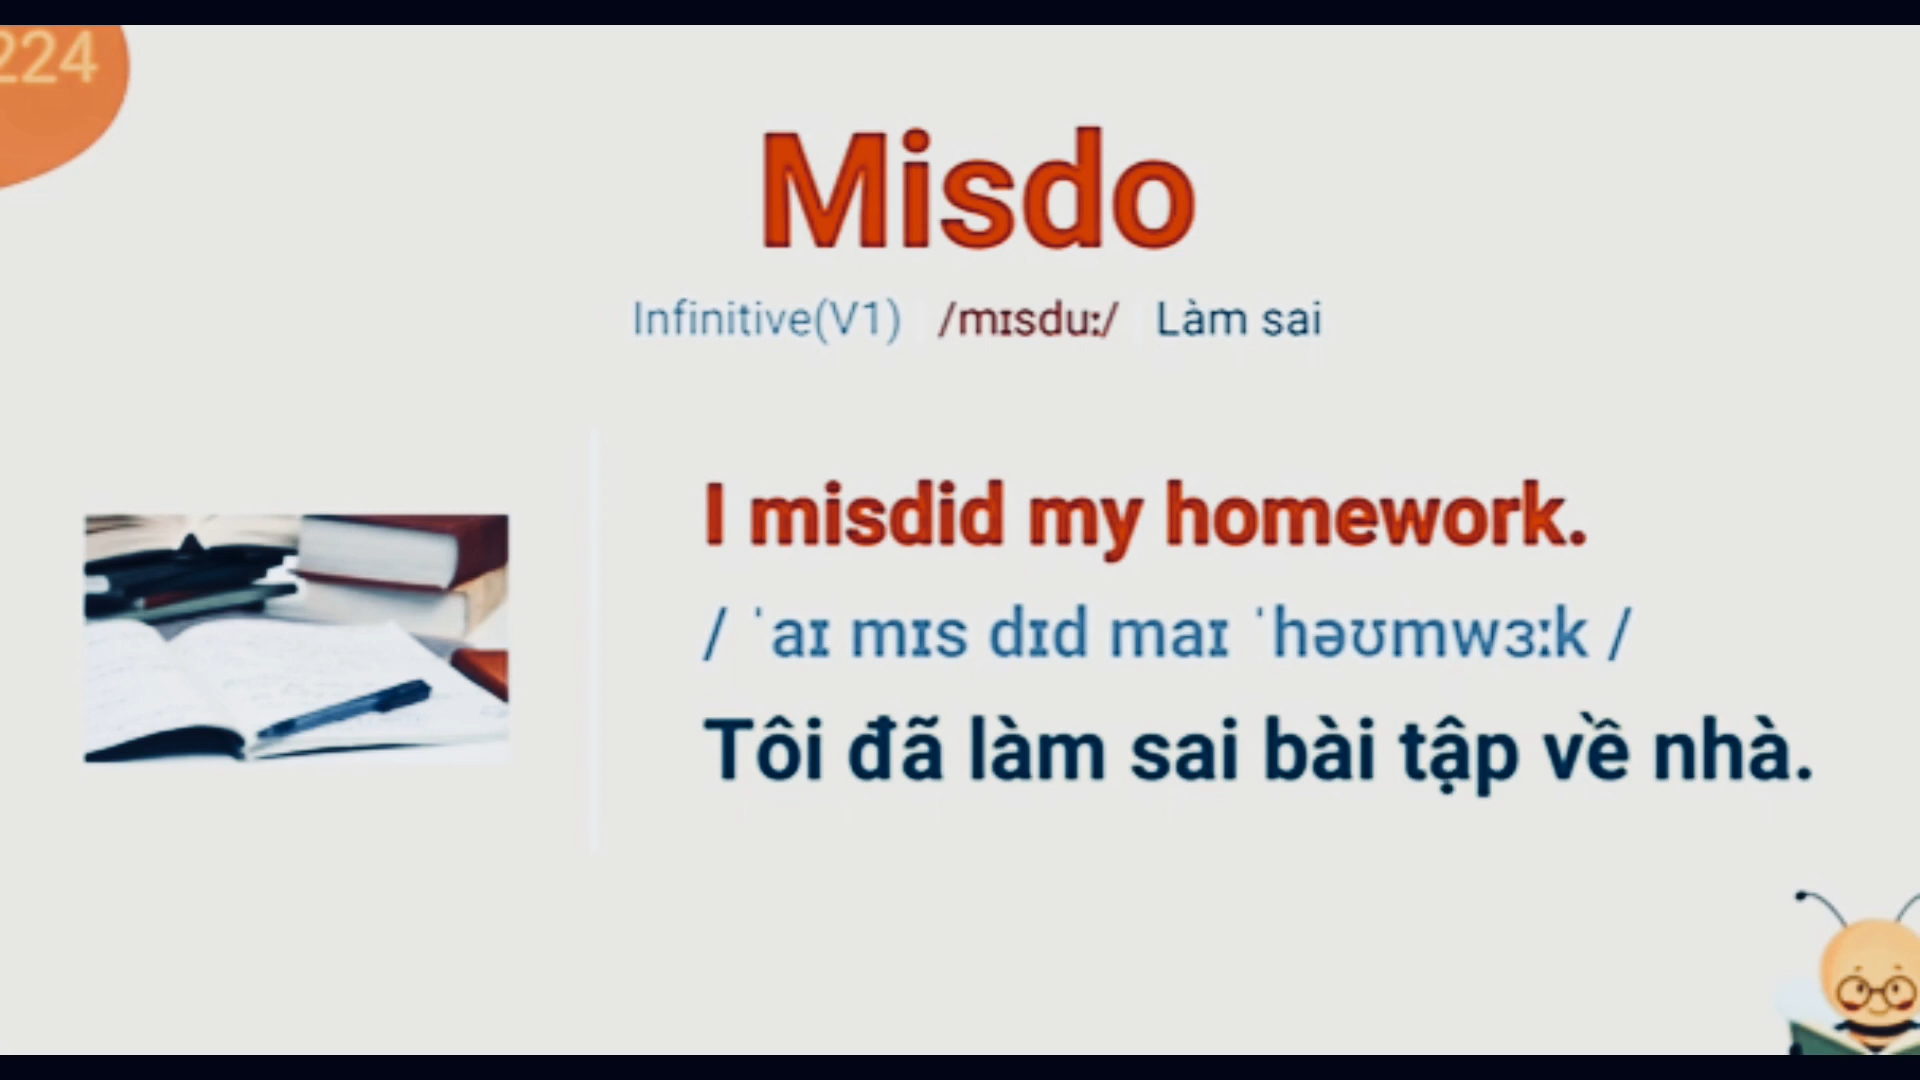 224
Misdo
Infinitive(V1) /mɪsduː/ Làm sai
I misdid my homework.
/ ˈaɪ mɪs dɪd maɪ ˈhəʊmwɜːk /
Tôi đã làm sai bài tập về nhà.